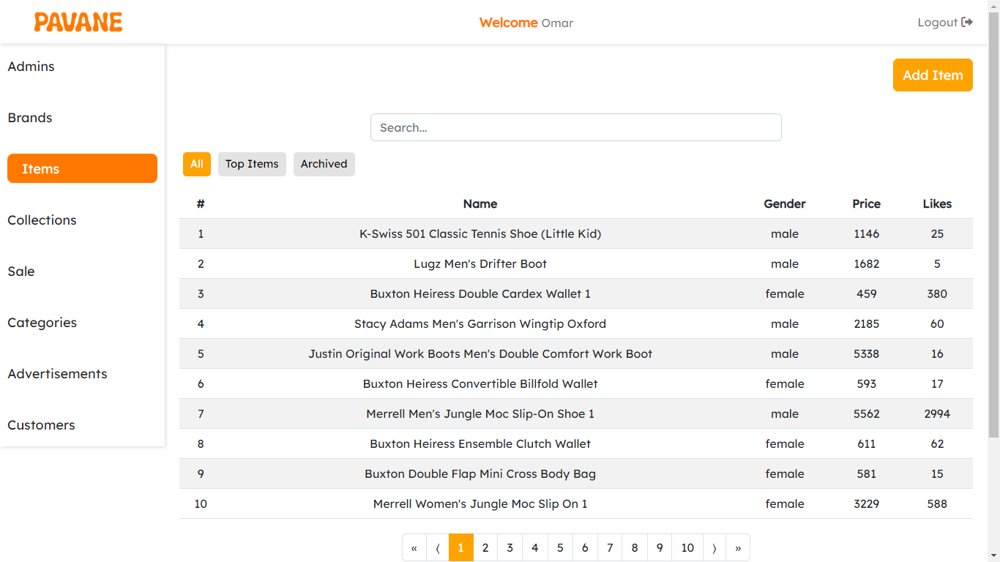 PAVANE
Welcome Omar
Logout
Admins
Brands
Items
Collections
Sale
Categories
Advertisements
Customers
Add Item
Search...
All Top Items Archived
# Name Gender Price Likes
1 K-Swiss 501 Classic Tennis Shoe (Little Kid) male 1146 25
2 Lugz Men's Drifter Boot male 1682 5
3 Buxton Heiress Double Cardex Wallet 1 female 459 380
4 Stacy Adams Men's Garrison Wingtip Oxford male 2185 60
5 Justin Original Work Boots Men's Double Comfort Work Boot male 5338 16
6 Buxton Heiress Convertible Billfold Wallet female 593 17
7 Merrell Men's Jungle Moc Slip-On Shoe 1 male 5562 2994
8 Buxton Heiress Ensemble Clutch Wallet female 611 62
9 Buxton Double Flap Mini Cross Body Bag female 581 15
10 Merrell Women's Jungle Moc Slip On 1 female 3229 588
« ⟨ 1 2 3 4 5 6 7 8 9 10 ⟩ »